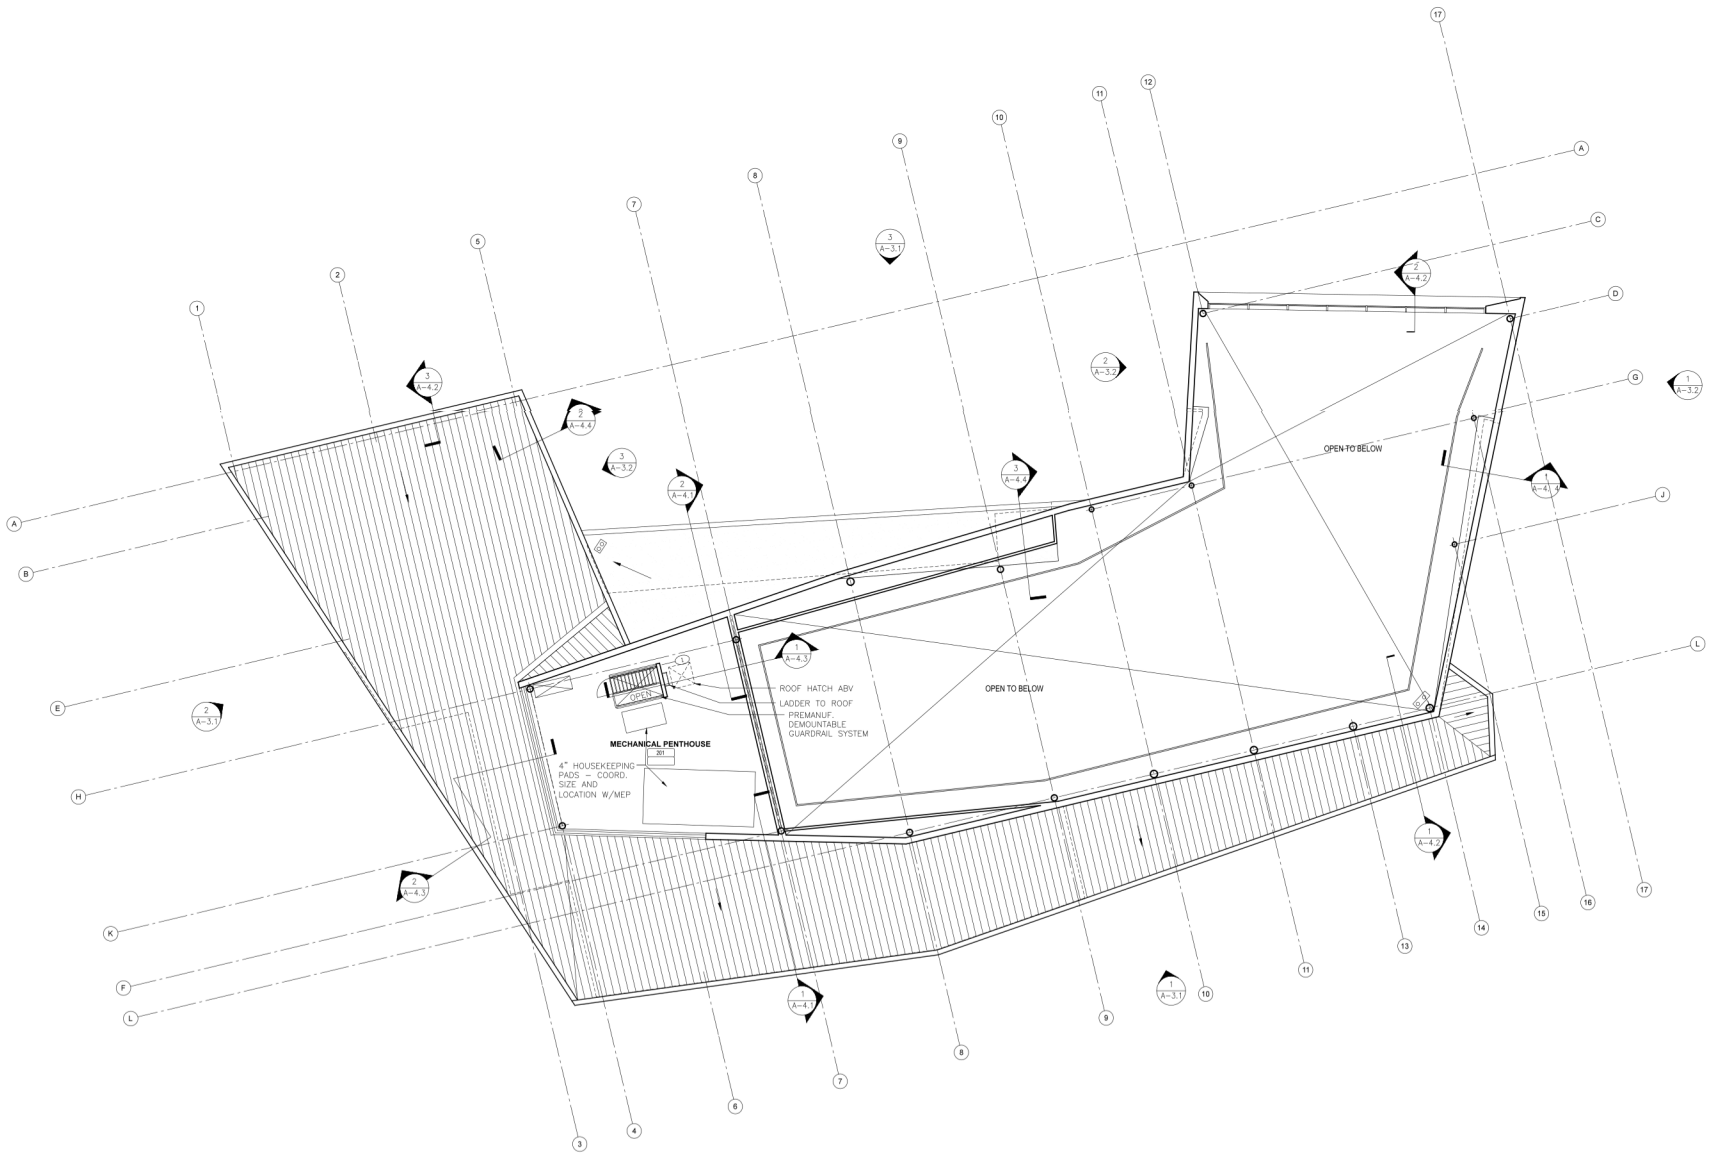 17
12
11
10
9
8
7
5
2
1
A
C
D
G
J
L
3
A-3.1
2
A-4.2
2
A-3.2
1
A-3.2
3
A-4.2
2
A-4.4
3
A-3.2
2
A-4.1
3
A-4.4
OPEN TO BELOW
1
A-4.4
A
B
E
H
K
F
L
2
A-3.1
1
A-4.3
1
OPEN
ROOF HATCH ABV
LADDER TO ROOF
PREMANUF.
DEMOUNTABLE
GUARDRAIL SYSTEM
OPEN TO BELOW
MECHANICAL PENTHOUSE
201
4" HOUSEKEEPING
PADS – COORD.
SIZE AND
LOCATION W/MEP
2
A-4.3
1
A-4.2
1
A-4.1
1
A-3.1
3
4
6
7
8
9
10
11
13
14
15
16
17